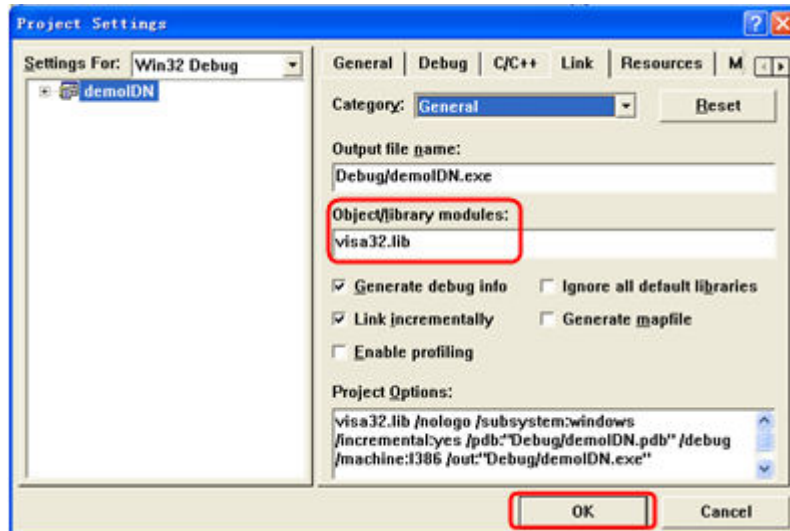 Project Settings
Settings For: Win32 Debug
demoIDN
General Debug C/C++ Link Resources M
Category: General Reset
Output file name:
Debug/demoIDN.exe
Object/library modules:
visa32.lib
Generate debug info Ignore all default libraries
Link incrementally Generate mapfile
Enable profiling
Project Options:
visa32.lib /nologo /subsystem:windows
/incremental:yes /pdb:"Debug/demoIDN.pdb" /debug
/machine:I386 /out:"Debug/demoIDN.exe"
OK Cancel